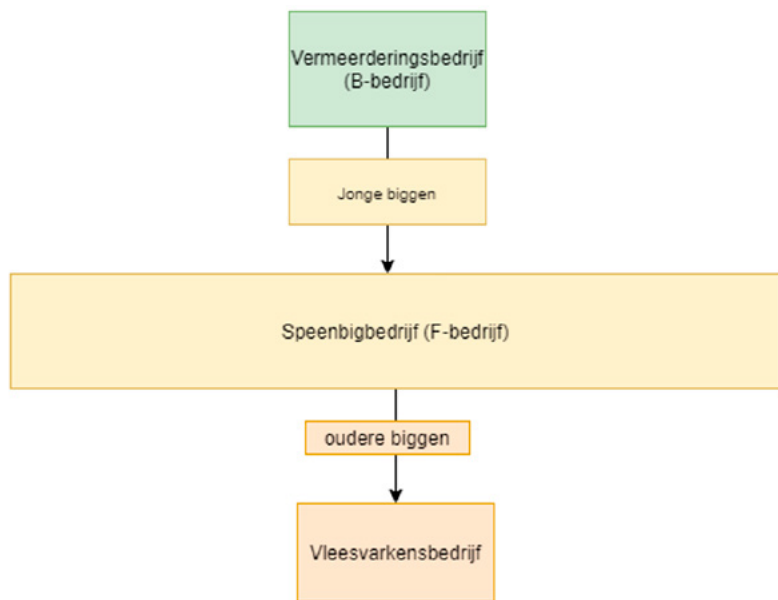 Vermeerderingsbedrijf
(B-bedrijf)
Jonge biggen
Speenbigbedrijf (F-bedrijf)
oudere biggen
Vleesvarkensbedrijf